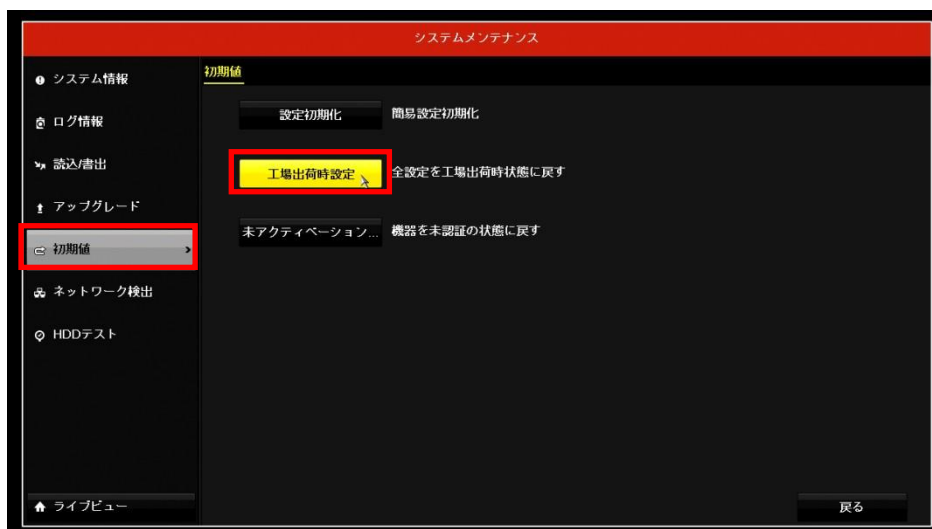 システムメンテナンス
システム情報
ログ情報
読込/書出
アップグレード
初期値
ネットワーク検出
HDDテスト
ライブビュー
初期値
設定初期化 簡易設定初期化
工場出荷時設定 全設定を工場出荷時状態に戻す
未アクティベーション... 機器を未認証の状態に戻す
戻る